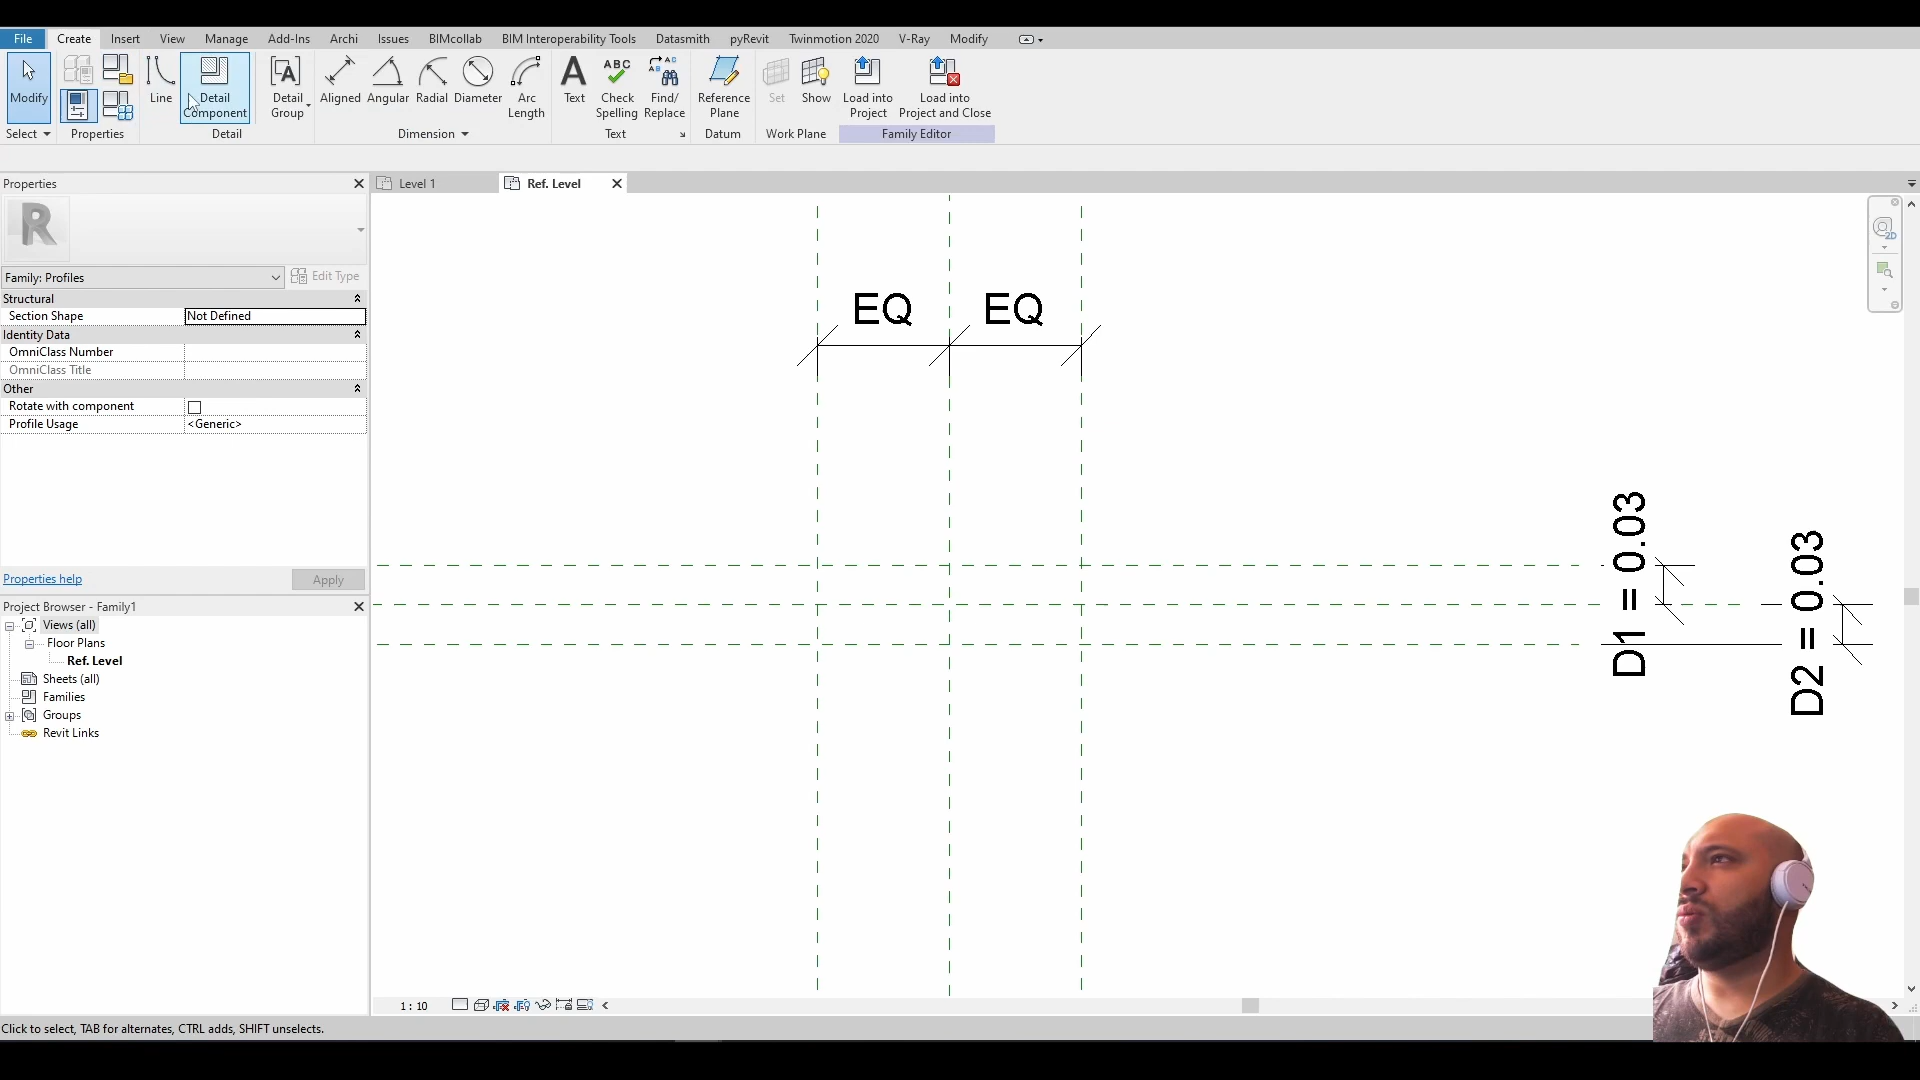 File Create Insert View Manage Add-Ins Archi Issues BIMcollab BIM Interoperability Tools Datasmith pyRevit Twinmotion 2020 V-Ray Modify
Modify
Line
Detail
Component
Detail
Group
Aligned
Angular
Radial
Diameter
Arc
Length
Text
ABC
Check
Spelling
Find/
Replace
Reference
Plane
Set
Show
Load into
Project
Load into
Project and Close
Select
Properties
Detail
Dimension
Text
Datum
Work Plane
Family Editor
Properties
Level 1
Ref. Level
R
Family: Profiles
Edit Type
Structural
Section Shape
Not Defined
Identity Data
OmniClass Number
OmniClass Title
Other
Rotate with component
Profile Usage
<Generic>
Properties help
Apply
Project Browser - Family1
Views (all)
Floor Plans
Ref. Level
Sheets (all)
Families
Groups
Revit Links
EQ EQ
D1 = 0.03
D2 = 0.03
2D
1 : 10
Click to select, TAB for alternates, CTRL adds, SHIFT unselects.